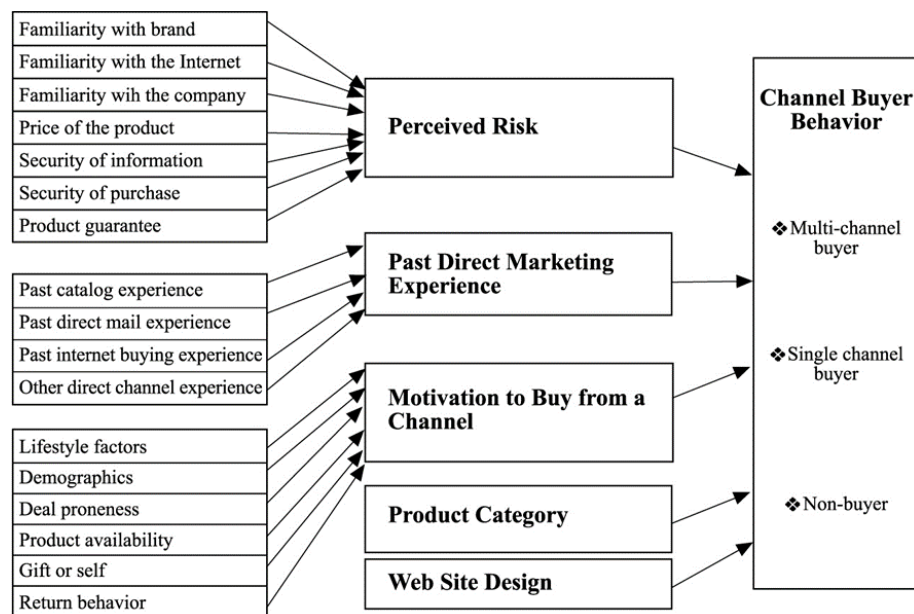 Familiarity with brand
Familiarity with the Internet
Familiarity wih the company
Price of the product
Security of information
Security of purchase
Product guarantee
Past catalog experience
Past direct mail experience
Past internet buying experience
Other direct channel experience
Lifestyle factors
Demographics
Deal proneness
Product availability
Gift or self
Return behavior
Perceived Risk
Past Direct Marketing
Experience
Motivation to Buy from a
Channel
Product Category
Web Site Design
Channel Buyer
Behavior
❖Multi-channel
buyer
❖Single channel
buyer
❖Non-buyer